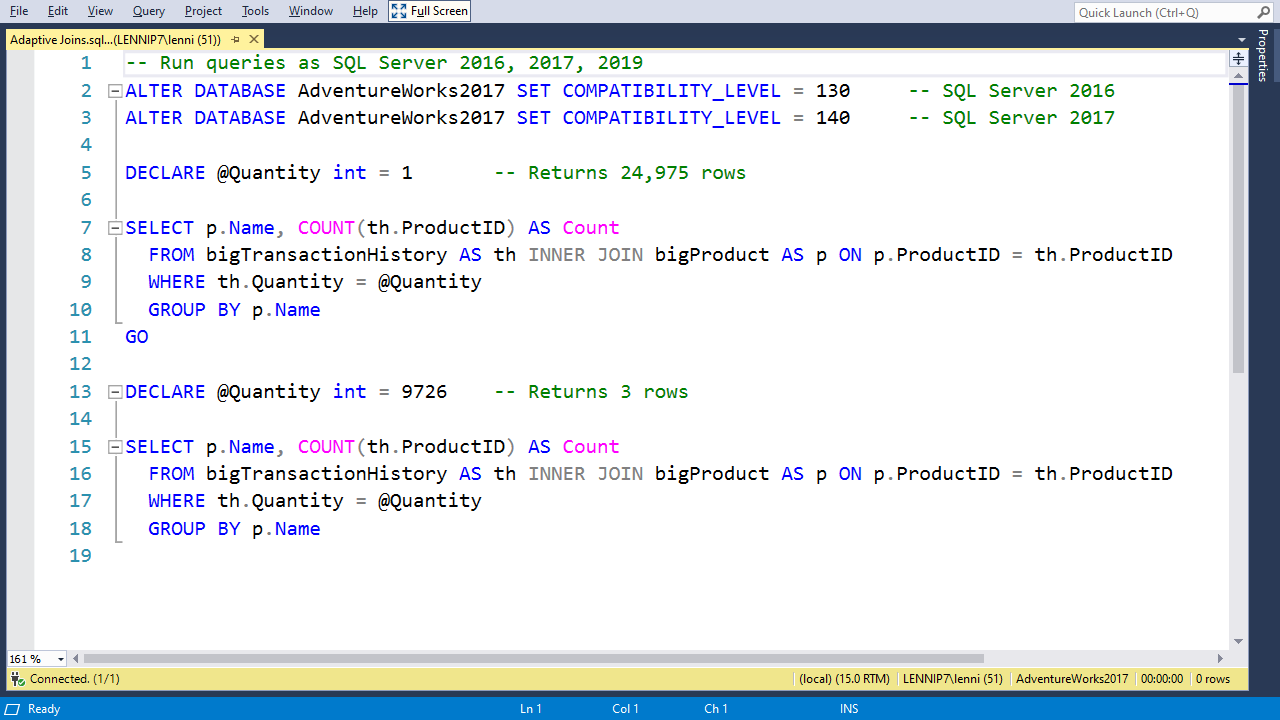 File Edit View Query Project Tools Window Help Full Screen Quick Launch (Ctrl+Q)
Adaptive Joins.sql...(LENNIP7\lenni (51))
Properties
1 -- Run queries as SQL Server 2016, 2017, 2019
2 ALTER DATABASE AdventureWorks2017 SET COMPATIBILITY_LEVEL = 130 -- SQL Server 2016
3 ALTER DATABASE AdventureWorks2017 SET COMPATIBILITY_LEVEL = 140 -- SQL Server 2017
4
5 DECLARE @Quantity int = 1 -- Returns 24,975 rows
6
7 SELECT p.Name, COUNT(th.ProductID) AS Count
8 FROM bigTransactionHistory AS th INNER JOIN bigProduct AS p ON p.ProductID = th.ProductID
9 WHERE th.Quantity = @Quantity
10 GROUP BY p.Name
11 GO
12
13 DECLARE @Quantity int = 9726 -- Returns 3 rows
14
15 SELECT p.Name, COUNT(th.ProductID) AS Count
16 FROM bigTransactionHistory AS th INNER JOIN bigProduct AS p ON p.ProductID = th.ProductID
17 WHERE th.Quantity = @Quantity
18 GROUP BY p.Name
19
161 %
Connected. (1/1) (local) (15.0 RTM) LENNIP7\lenni (51) AdventureWorks2017 00:00:00 0 rows
Ready Ln 1 Col 1 Ch 1 INS